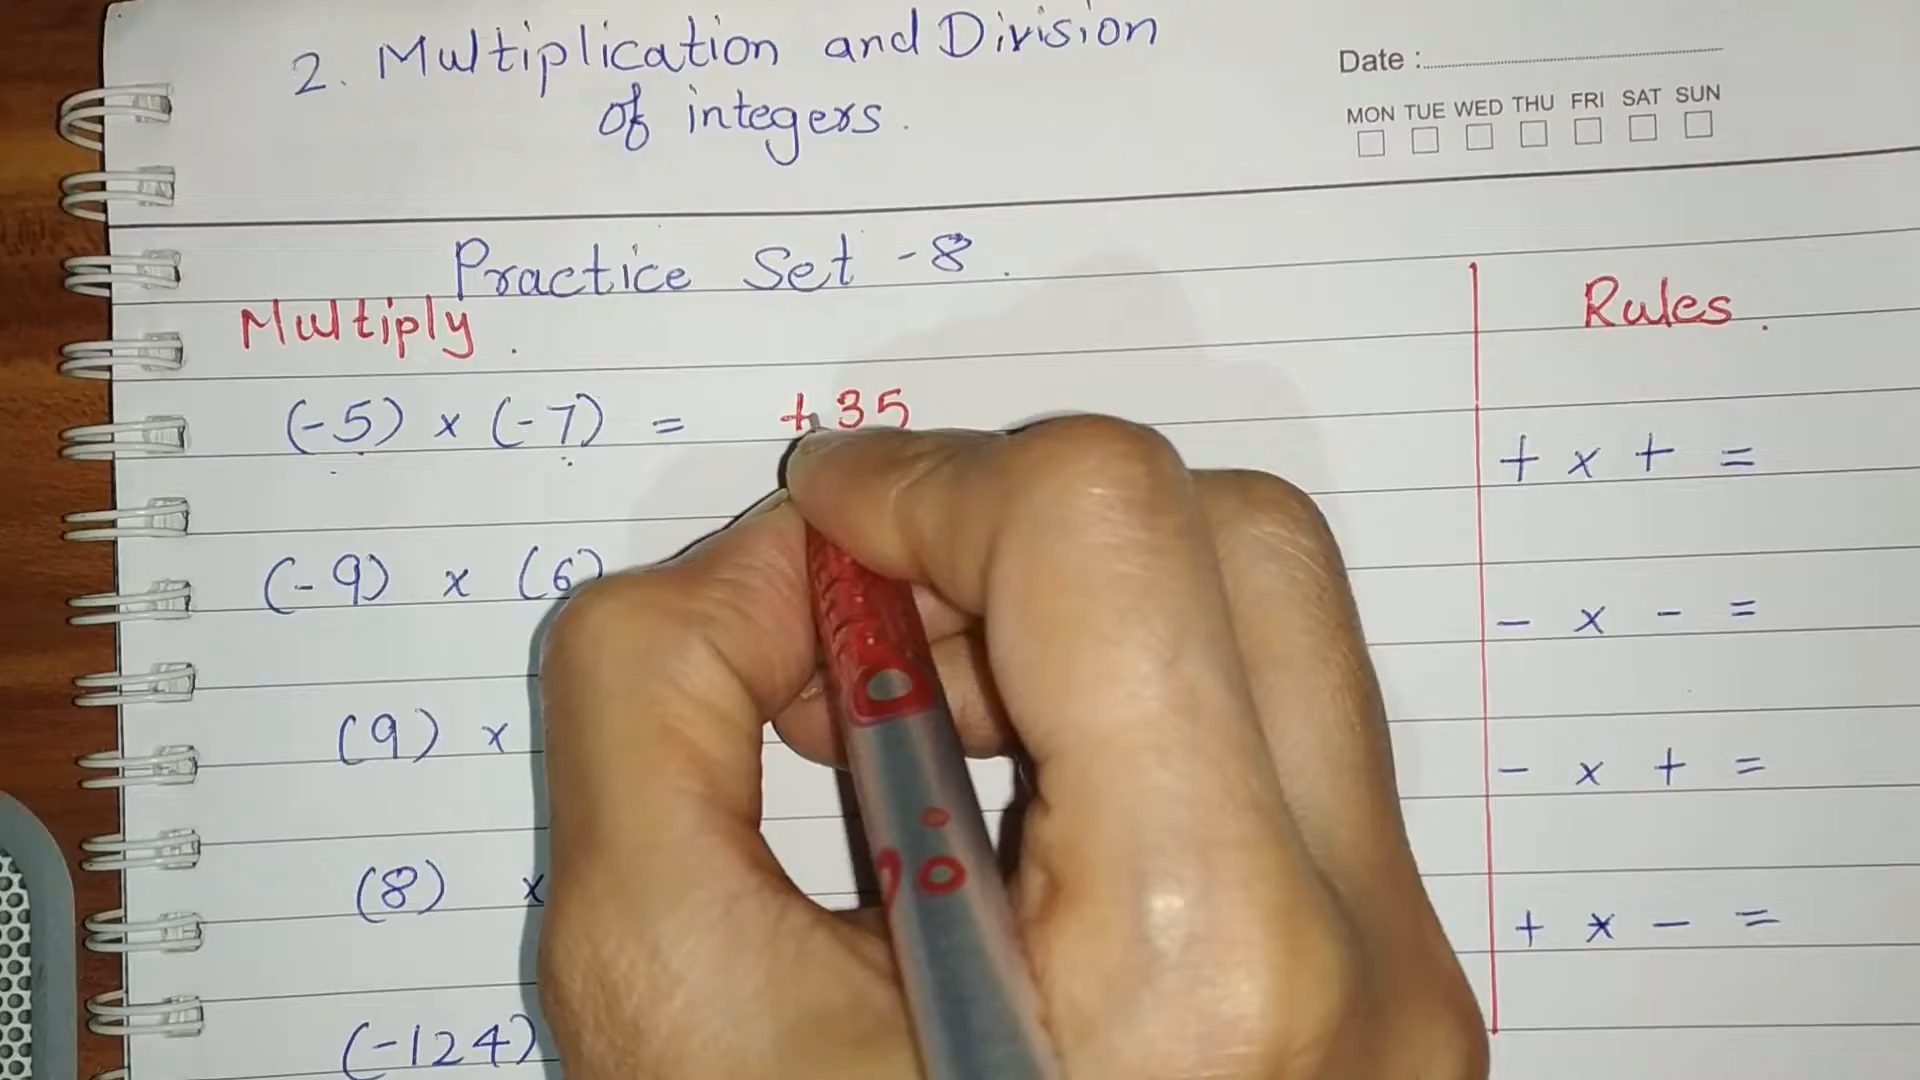 2. Multiplication and Division
of integers.
Date :
MON TUE WED THU FRI SAT SUN
Practice Set - 8.
Multiply.
Rules.
(-5) x (-7) = +35
+ x + =
(-9) x (6)
- x - =
(9) x
- x + =
(8) x
+ x - =
(-124)